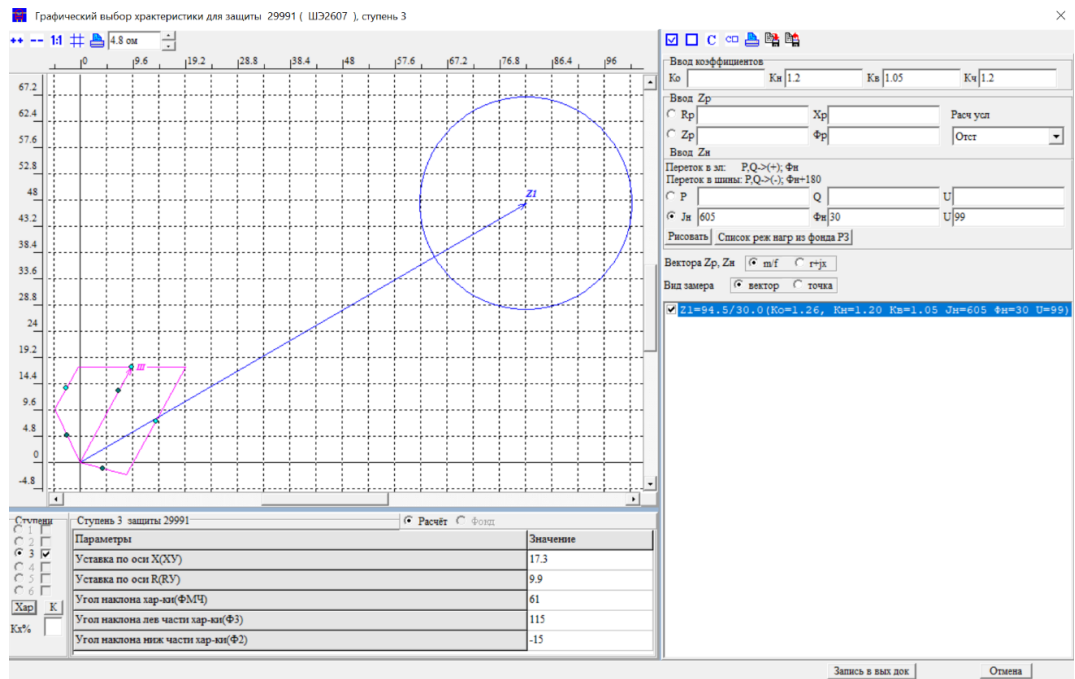 Графический выбор храктеристики для защиты 29991 ( ШЭ2607 ), ступень 3
++ -- 1:1 4.8 ом
0 9.6 19.2 28.8 38.4 48 57.6 67.2 76.8 86.4 96
67.2
62.4
57.6
52.8
48
43.2
38.4
33.6
28.8
24
19.2
14.4
9.6
4.8
0
-4.8
Z1
III
C
Ввод коэффициентов
Ко Кн 1.2 Кв 1.05 Кч 1.2
Ввод Zр
Rр Xр Расч усл
Zр Фр Отст
Ввод Zн
Переток в эл: P,Q->(+); Фн
Переток в шины: P,Q->(-); Фн+180
P Q U
Jн 605 Фн 30 U 99
Рисовать Список реж нагр из фонда РЗ
Вектора Zр, Zн m/f r+jx
Вид замера вектор точка
Z1=94.5/30.0(Ко=1.26, Кн=1.20 Кв=1.05 Jн=605 Фн=30 U=99)
Ступени
1
2
3
4
5
6
Хар К
Кх%
Ступень 3 защиты 29991 Расчёт Фонд
Параметры Значение
Уставка по оси X(XУ) 17.3
Уставка по оси R(RУ) 9.9
Угол наклона хар-ки(ФМЧ) 61
Угол наклона лев части хар-ки(Ф3) 115
Угол наклона ниж части хар-ки(Ф2) -15
Запись в вых док Отмена